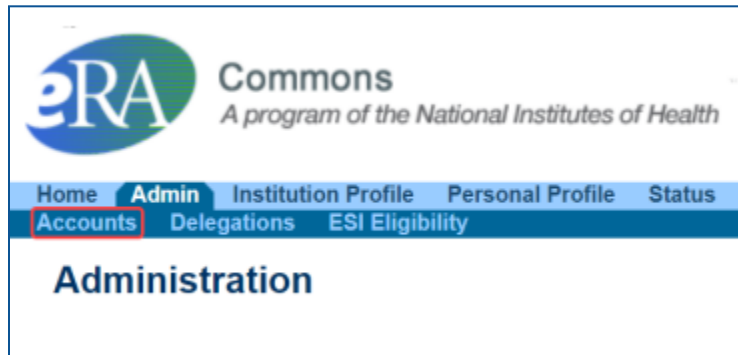 eRA
Commons
A program of the National Institutes of Health
Home Admin Institution Profile Personal Profile Status
Accounts Delegations ESI Eligibility
Administration